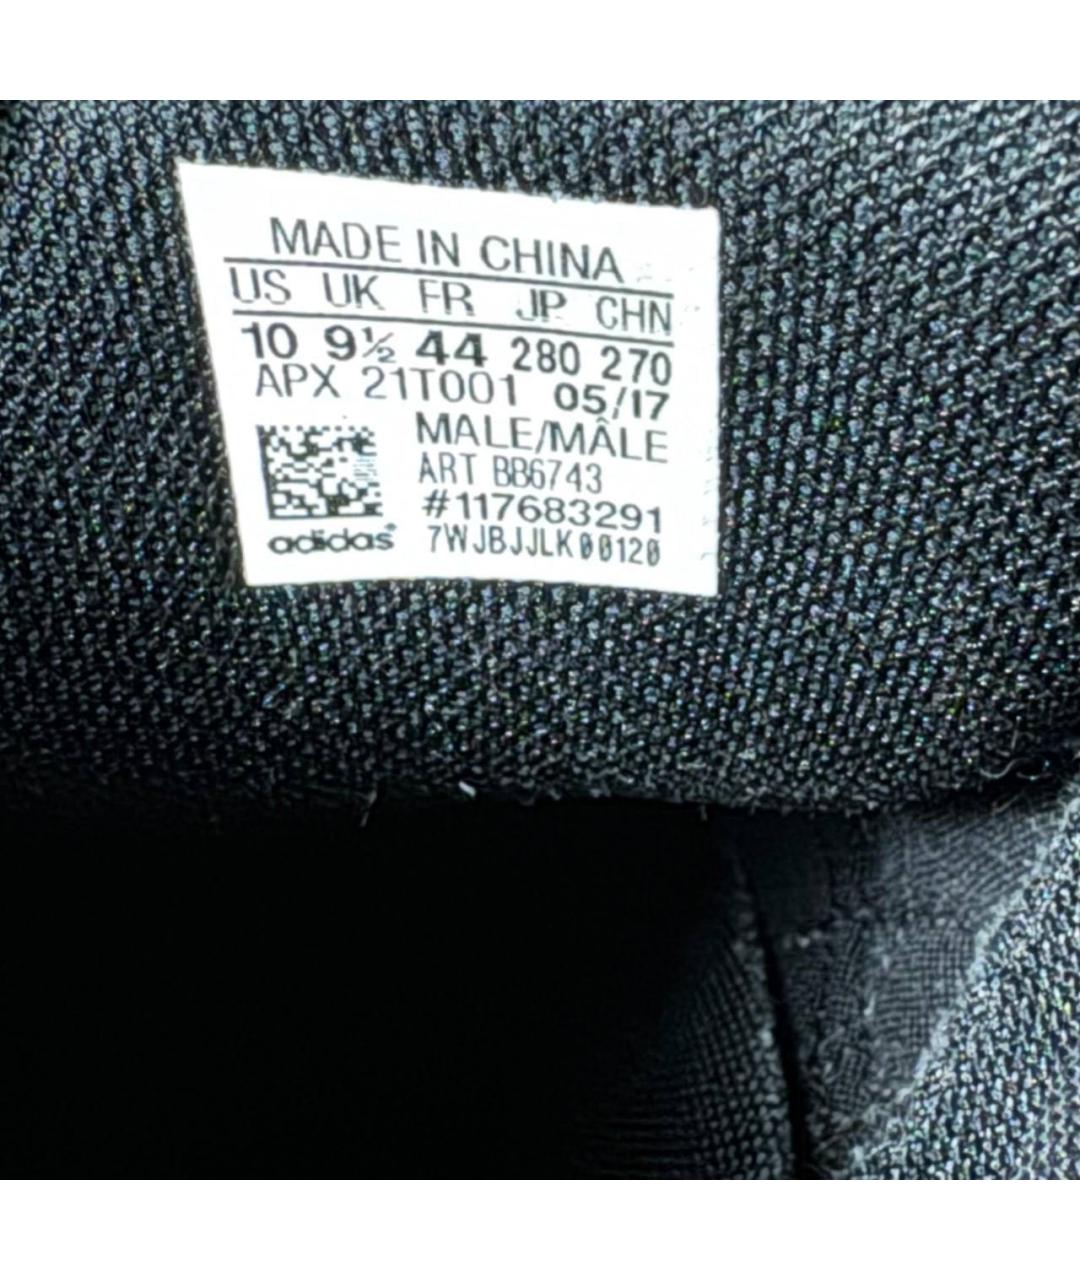 MADE IN CHINA
US UK FR JP CHN
10 9½ 44 280 270
APX 21T001 05/17
MALE/MÂLE
ART BB6743
#117683291
adidas® 7WJBJJLK00120